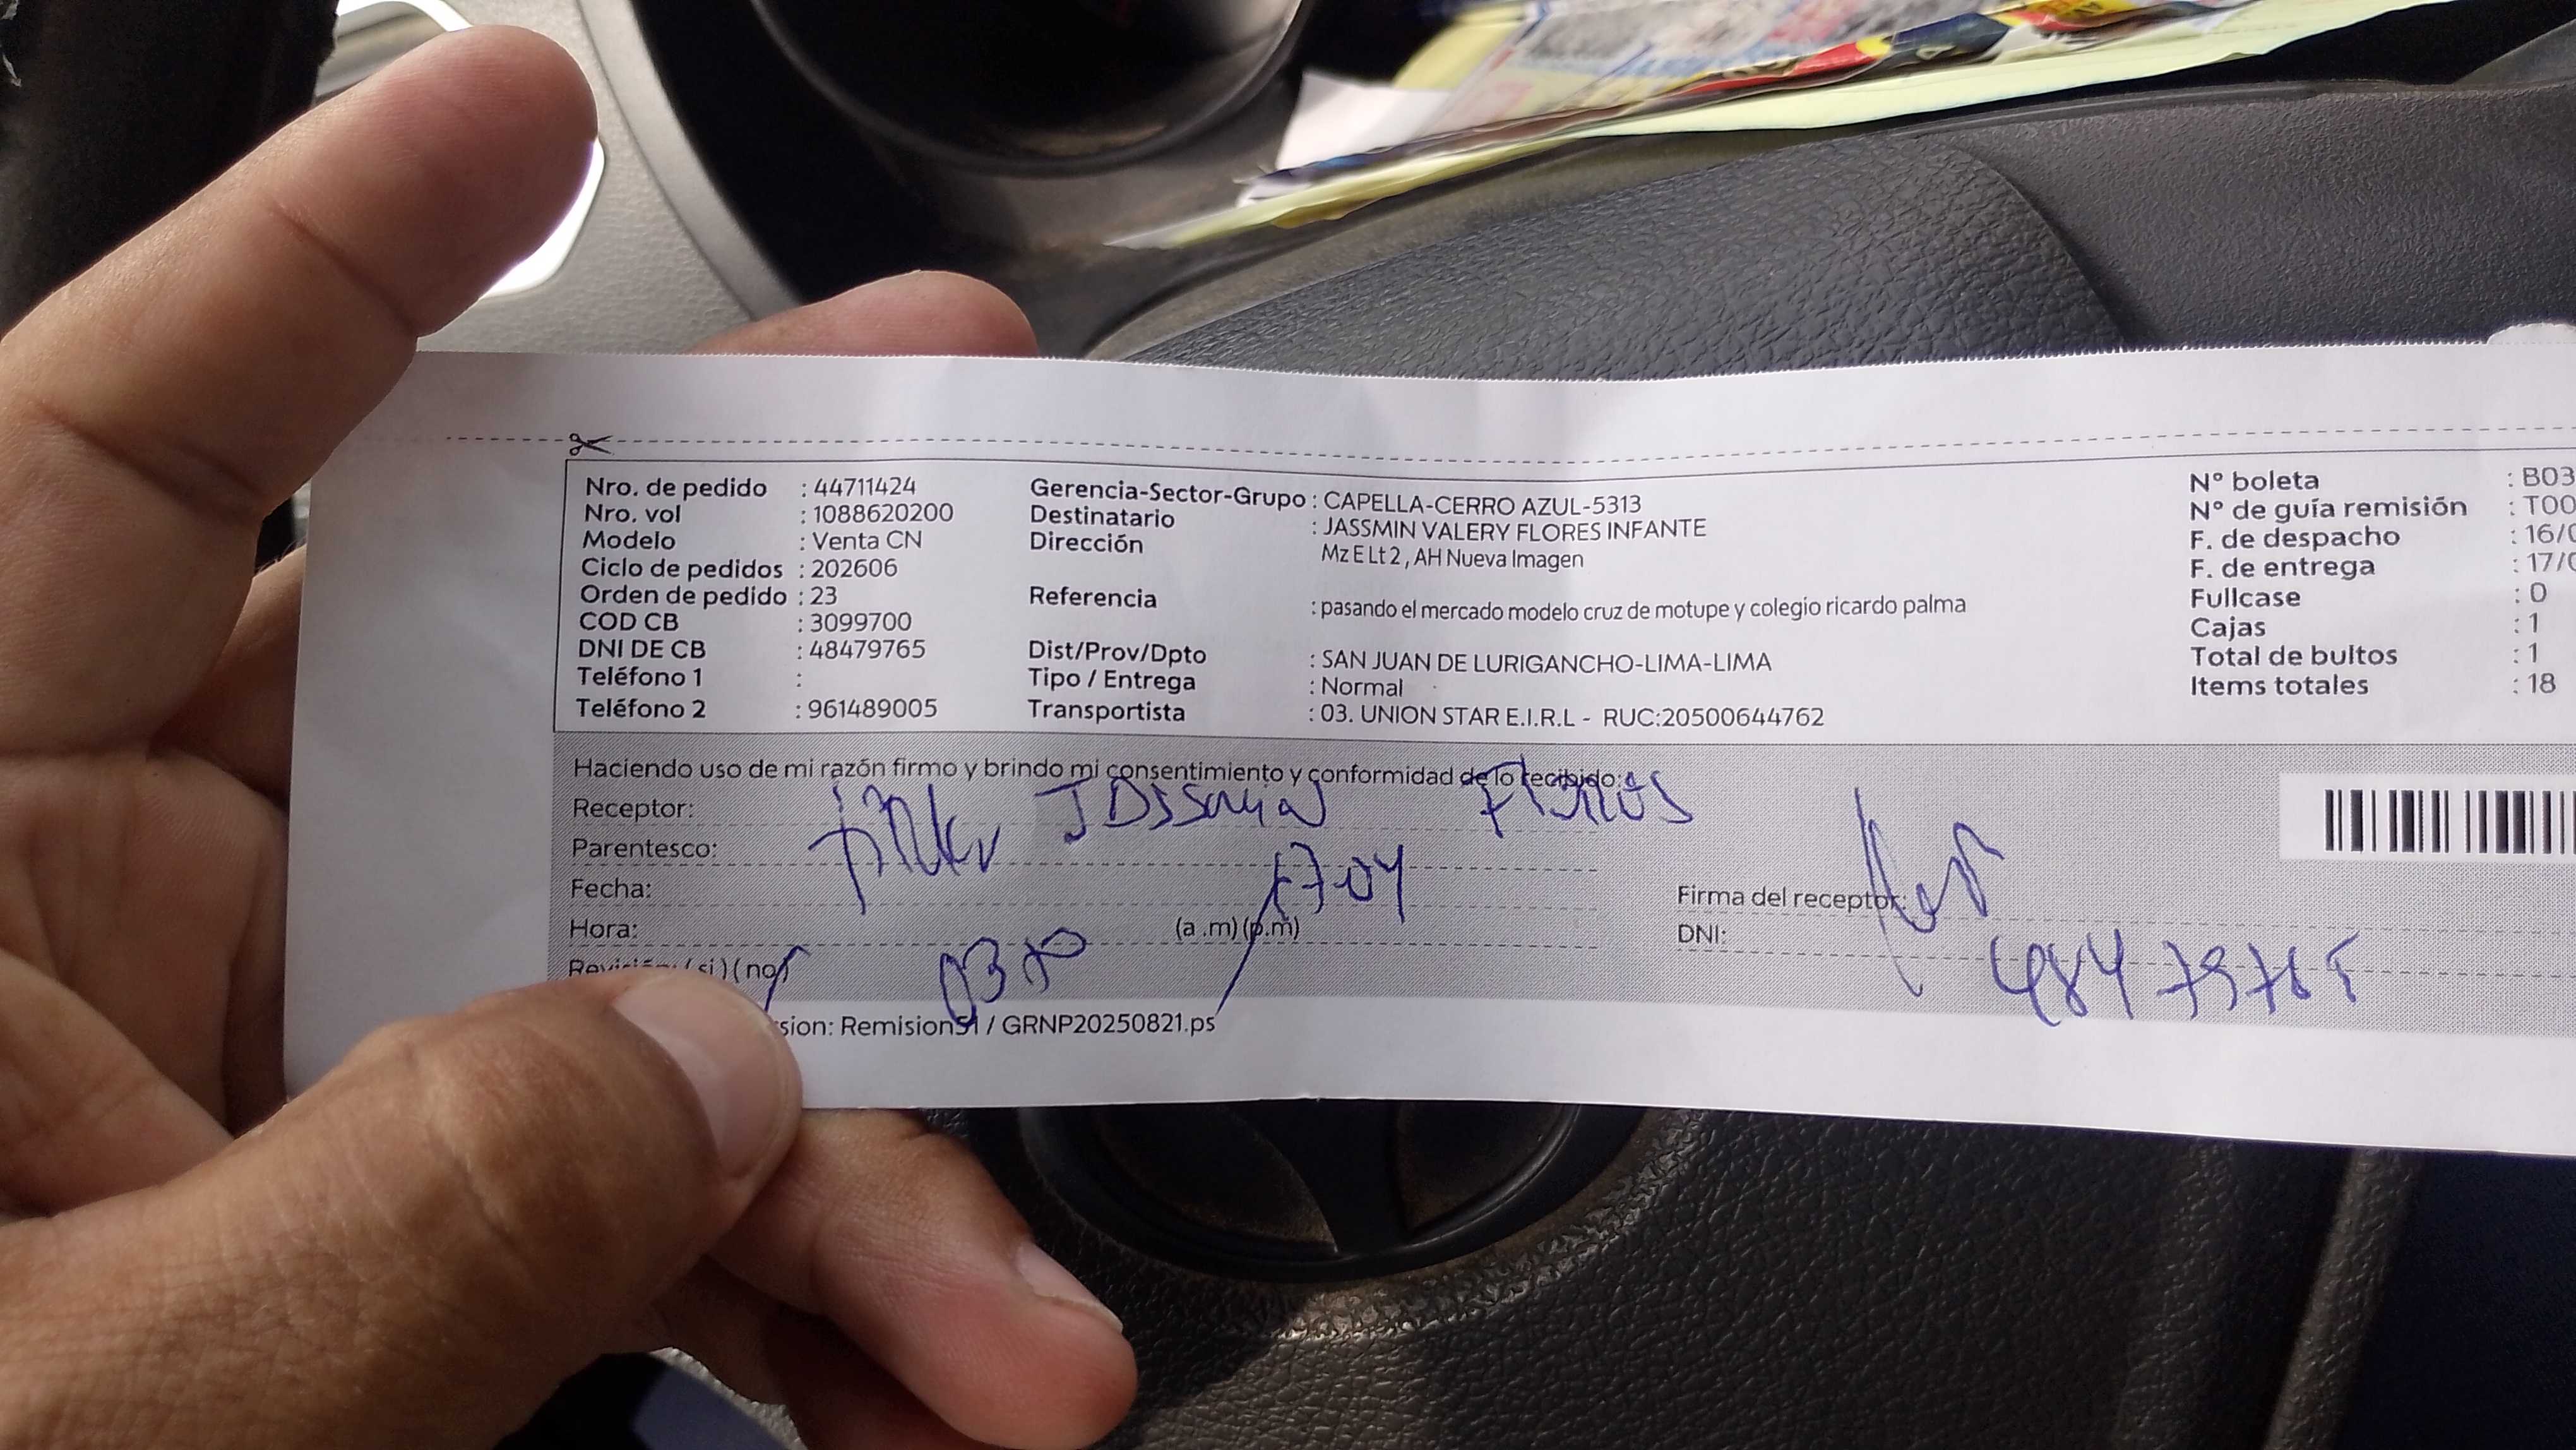 Nro. de pedido : 44711424
Nro. vol : 1088620200
Modelo : Venta CN
Ciclo de pedidos : 202606
Orden de pedido : 23
COD CB : 3099700
DNI DE CB : 48479765
Teléfono 1 :
Teléfono 2 : 961489005
Gerencia-Sector-Grupo : CAPELLA-CERRO AZUL-5313
Destinatario : JASSMIN VALERY FLORES INFANTE
Dirección Mz E Lt 2 , AH Nueva Imagen
Referencia : pasando el mercado modelo cruz de motupe y colegio ricardo palma
Dist/Prov/Dpto : SAN JUAN DE LURIGANCHO-LIMA-LIMA
Tipo / Entrega : Normal
Transportista : 03. UNION STAR E.I.R.L - RUC:20500644762
N° boleta : B03
N° de guía remisión : T00
F. de despacho : 16/0
F. de entrega : 17/0
Fullcase : 0
Cajas : 1
Total de bultos : 1
Items totales : 18
Haciendo uso de mi razón firmo y brindo mi consentimiento y conformidad de lo recibido:
Receptor: Flores
Parentesco:
Fecha: 17-04
Hora: (a .m) (p.m)
Revisión: (si) (no)
Firma del receptor:
DNI: 48479765
sion: RemisionS1 / GRNP20250821.ps